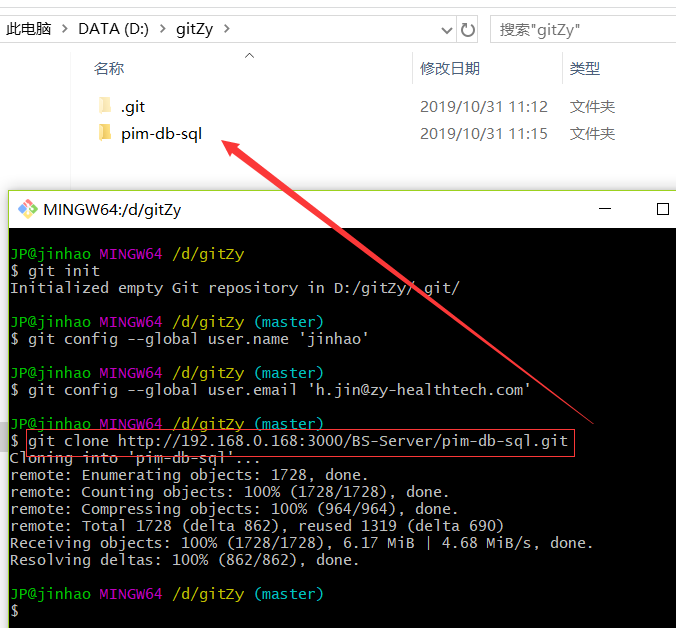 此电脑 > DATA (D:) > gitZy >
搜索"gitZy"
名称 修改日期 类型
.git 2019/10/31 11:12 文件夹
pim-db-sql 2019/10/31 11:15 文件夹
MINGW64:/d/gitZy
JP@jinhao MINGW64 /d/gitZy
$ git init
Initialized empty Git repository in D:/gitZy/.git/
JP@jinhao MINGW64 /d/gitZy (master)
$ git config --global user.name 'jinhao'
JP@jinhao MINGW64 /d/gitZy (master)
$ git config --global user.email 'h.jin@zy-healthtech.com'
JP@jinhao MINGW64 /d/gitZy (master)
$ git clone http://192.168.0.168:3000/BS-Server/pim-db-sql.git
Cloning into 'pim-db-sql'...
remote: Enumerating objects: 1728, done.
remote: Counting objects: 100% (1728/1728), done.
remote: Compressing objects: 100% (964/964), done.
remote: Total 1728 (delta 862), reused 1319 (delta 690)
Receiving objects: 100% (1728/1728), 6.17 MiB | 4.68 MiB/s, done.
Resolving deltas: 100% (862/862), done.
JP@jinhao MINGW64 /d/gitZy (master)
$